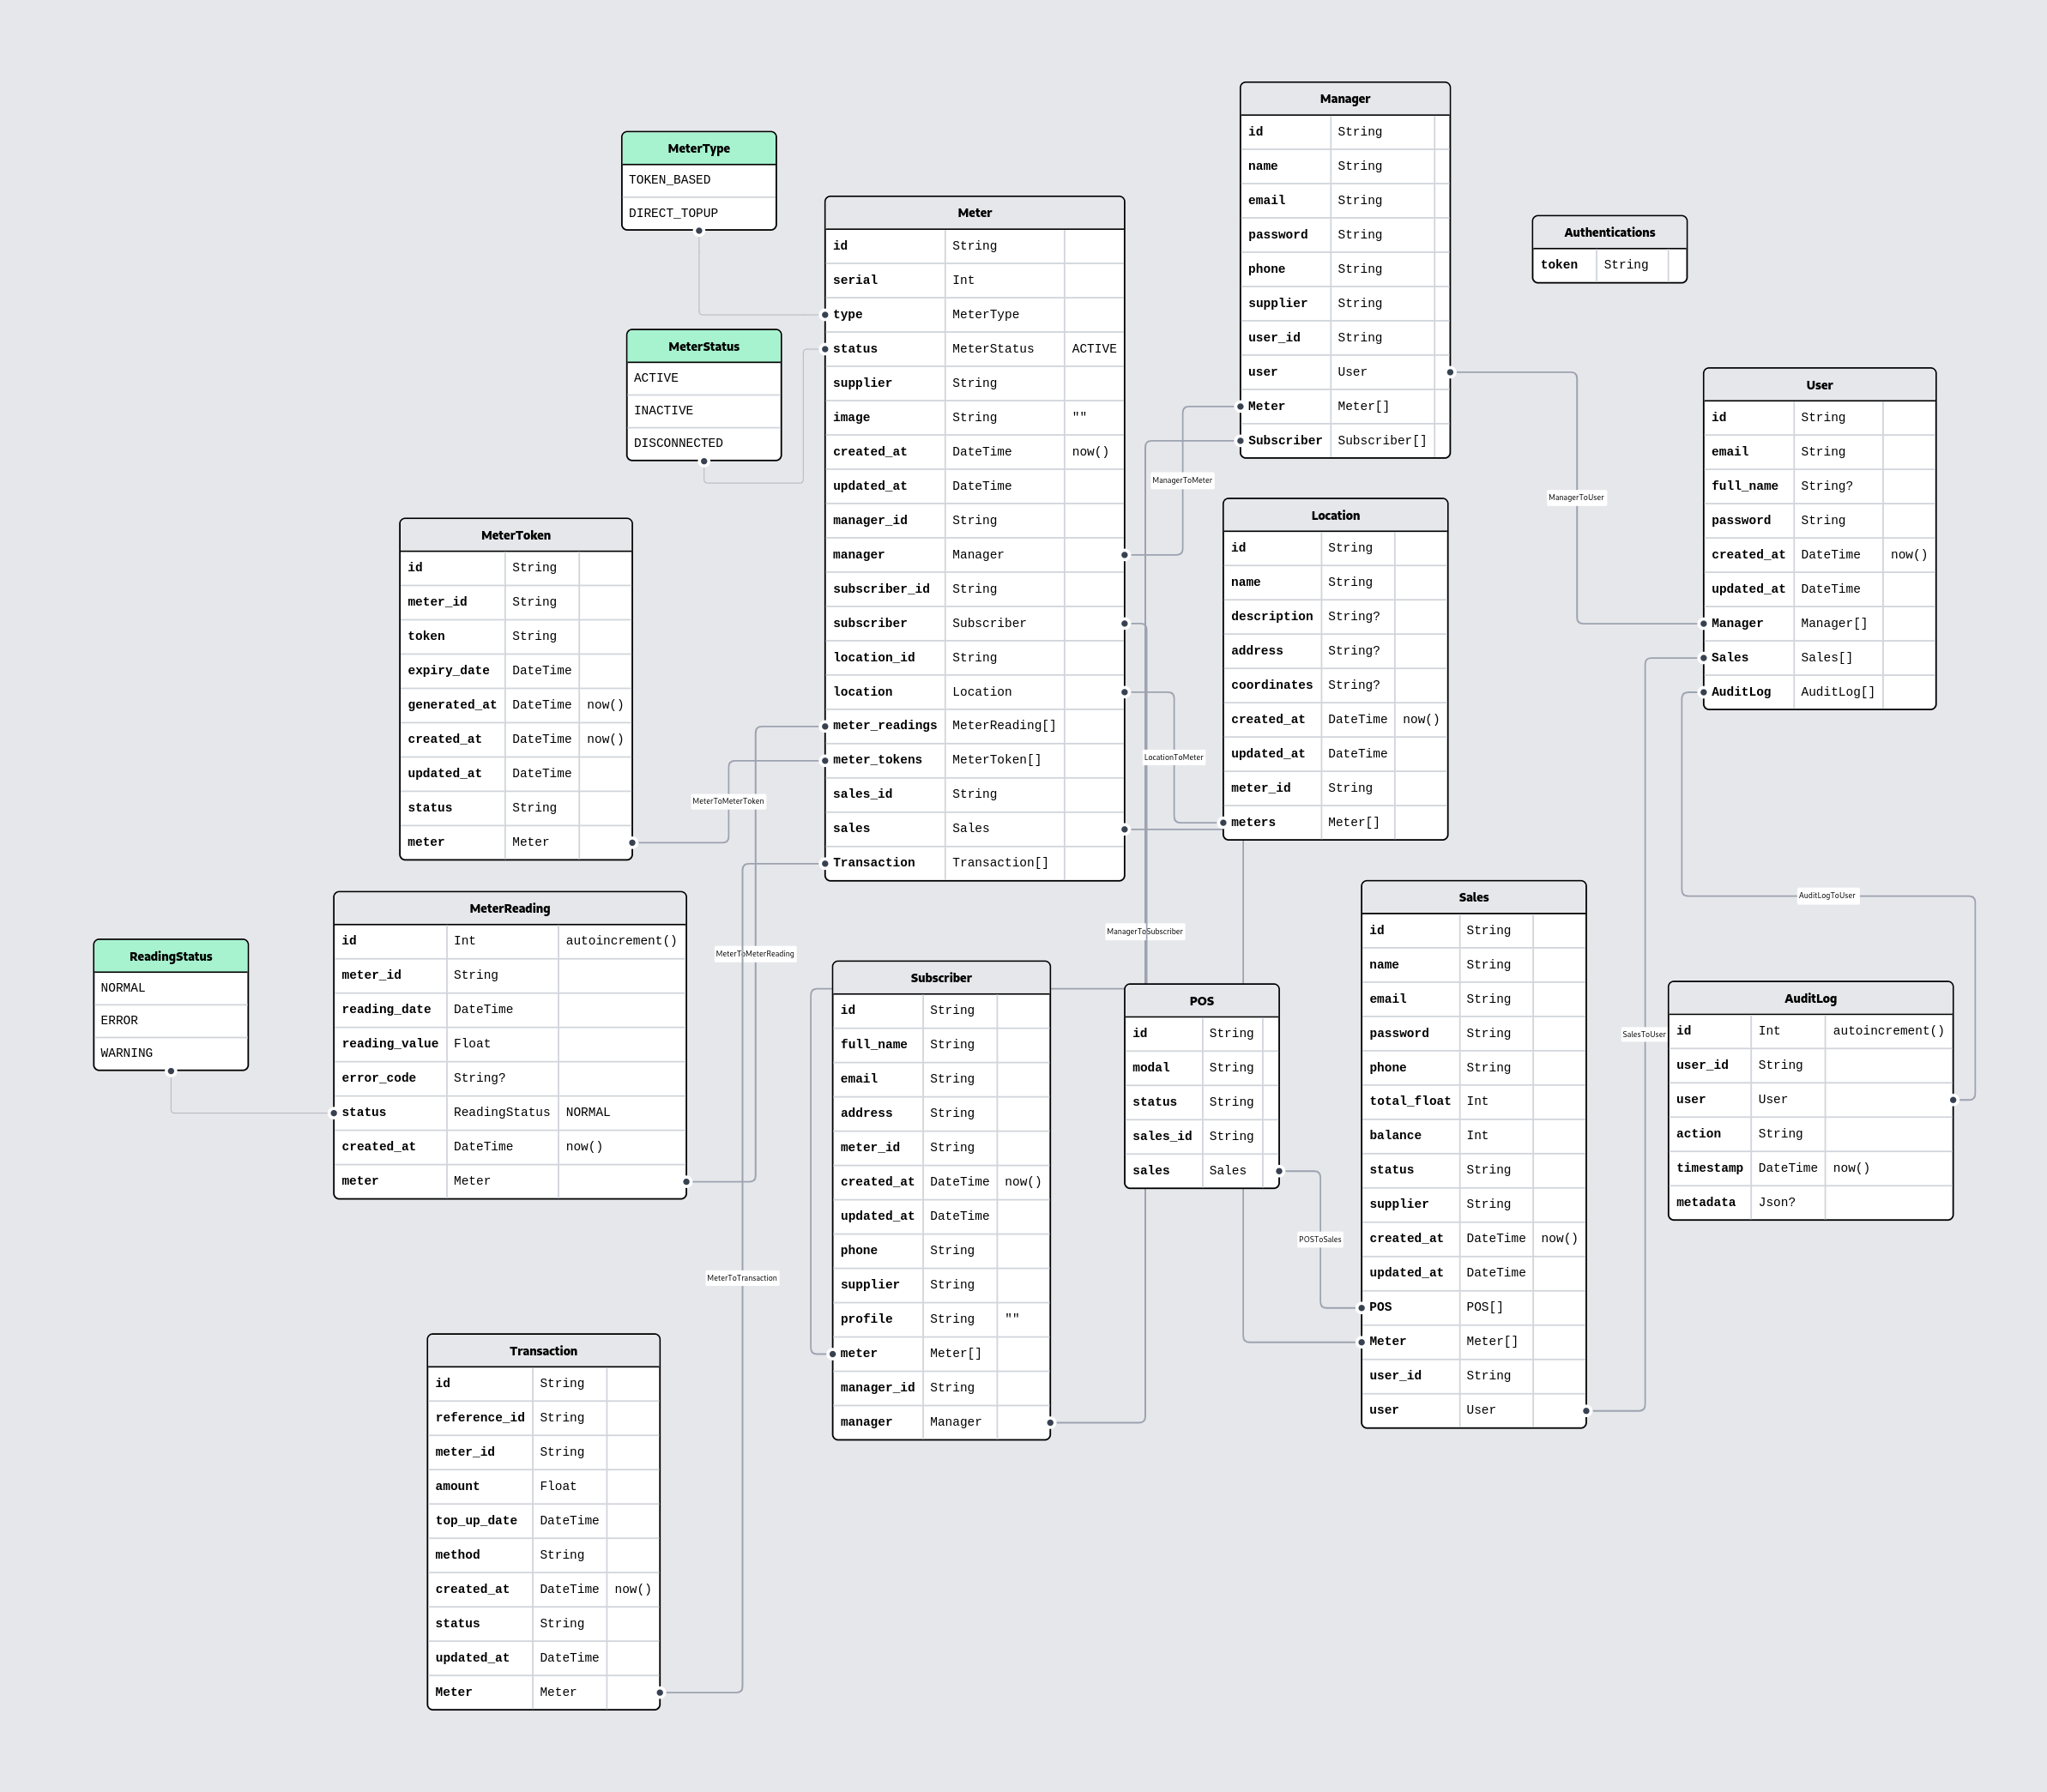 Manager
id String
name String
email String
password String
phone String
supplier String
user_id String
user User
Meter Meter[]
Subscriber Subscriber[]
MeterType
TOKEN_BASED
DIRECT_TOPUP
Meter
id String
serial Int
type MeterType
status MeterStatus ACTIVE
supplier String
image String ""
created_at DateTime now()
updated_at DateTime
manager_id String
manager Manager
subscriber_id String
subscriber Subscriber
location_id String
location Location
meter_readings MeterReading[]
meter_tokens MeterToken[]
sales_id String
sales Sales
Transaction Transaction[]
Authentications
token String
MeterStatus
ACTIVE
INACTIVE
DISCONNECTED
User
id String
email String
full_name String?
password String
created_at DateTime now()
updated_at DateTime
Manager Manager[]
Sales Sales[]
AuditLog AuditLog[]
ManagerToMeter
ManagerToUser
Location
id String
name String
description String?
address String?
coordinates String?
created_at DateTime now()
updated_at DateTime
meter_id String
meters Meter[]
MeterToken
id String
meter_id String
token String
expiry_date DateTime
generated_at DateTime now()
created_at DateTime now()
updated_at DateTime
status String
meter Meter
LocationToMeter
MeterToMeterToken
MeterReading
id Int autoincrement()
meter_id String
reading_date DateTime
reading_value Float
error_code String?
status ReadingStatus NORMAL
created_at DateTime now()
meter Meter
Sales
id String
name String
email String
password String
phone String
total_float Int
balance Int
status String
supplier String
created_at DateTime now()
updated_at DateTime
POS POS[]
Meter Meter[]
user_id String
user User
AuditLogToUser
ManagerToSubscriber
ReadingStatus
NORMAL
ERROR
WARNING
MeterToMeterReading
Subscriber
id String
full_name String
email String
address String
meter_id String
created_at DateTime now()
updated_at DateTime
phone String
supplier String
profile String ""
meter Meter[]
manager_id String
manager Manager
POS
id String
modal String
status String
sales_id String
sales Sales
AuditLog
id Int autoincrement()
user_id String
user User
action String
timestamp DateTime now()
metadata Json?
SalesToUser
POSToSales
MeterToTransaction
Transaction
id String
reference_id String
meter_id String
amount Float
top_up_date DateTime
method String
created_at DateTime now()
status String
updated_at DateTime
Meter Meter